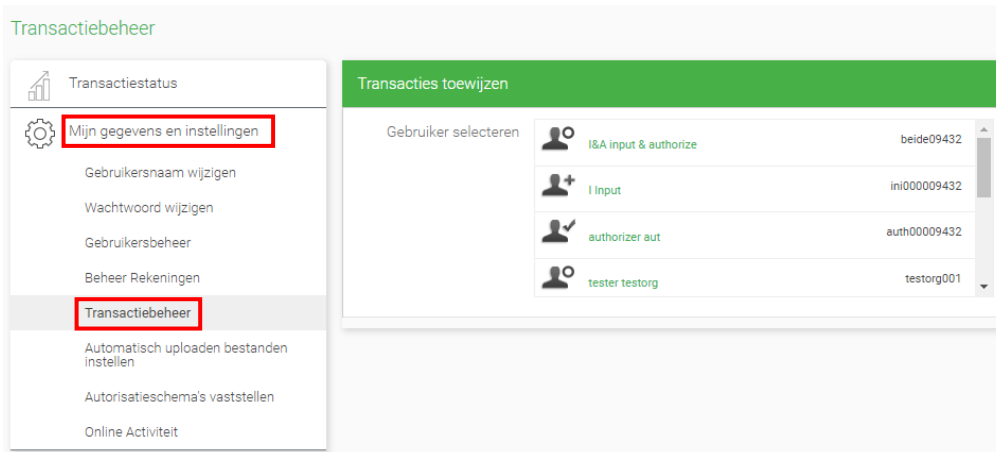 Transactiebeheer
Transactiestatus
Mijn gegevens en instellingen
Gebruikersnaam wijzigen
Wachtwoord wijzigen
Gebruikersbeheer
Beheer Rekeningen
Transactiebeheer
Automatisch uploaden bestanden
instellen
Autorisatieschema's vaststellen
Online Activiteit
Transacties toewijzen
Gebruiker selecteren
I&A input & authorize beide09432
I Input ini000009432
authorizer aut auth00009432
tester testorg testorg001